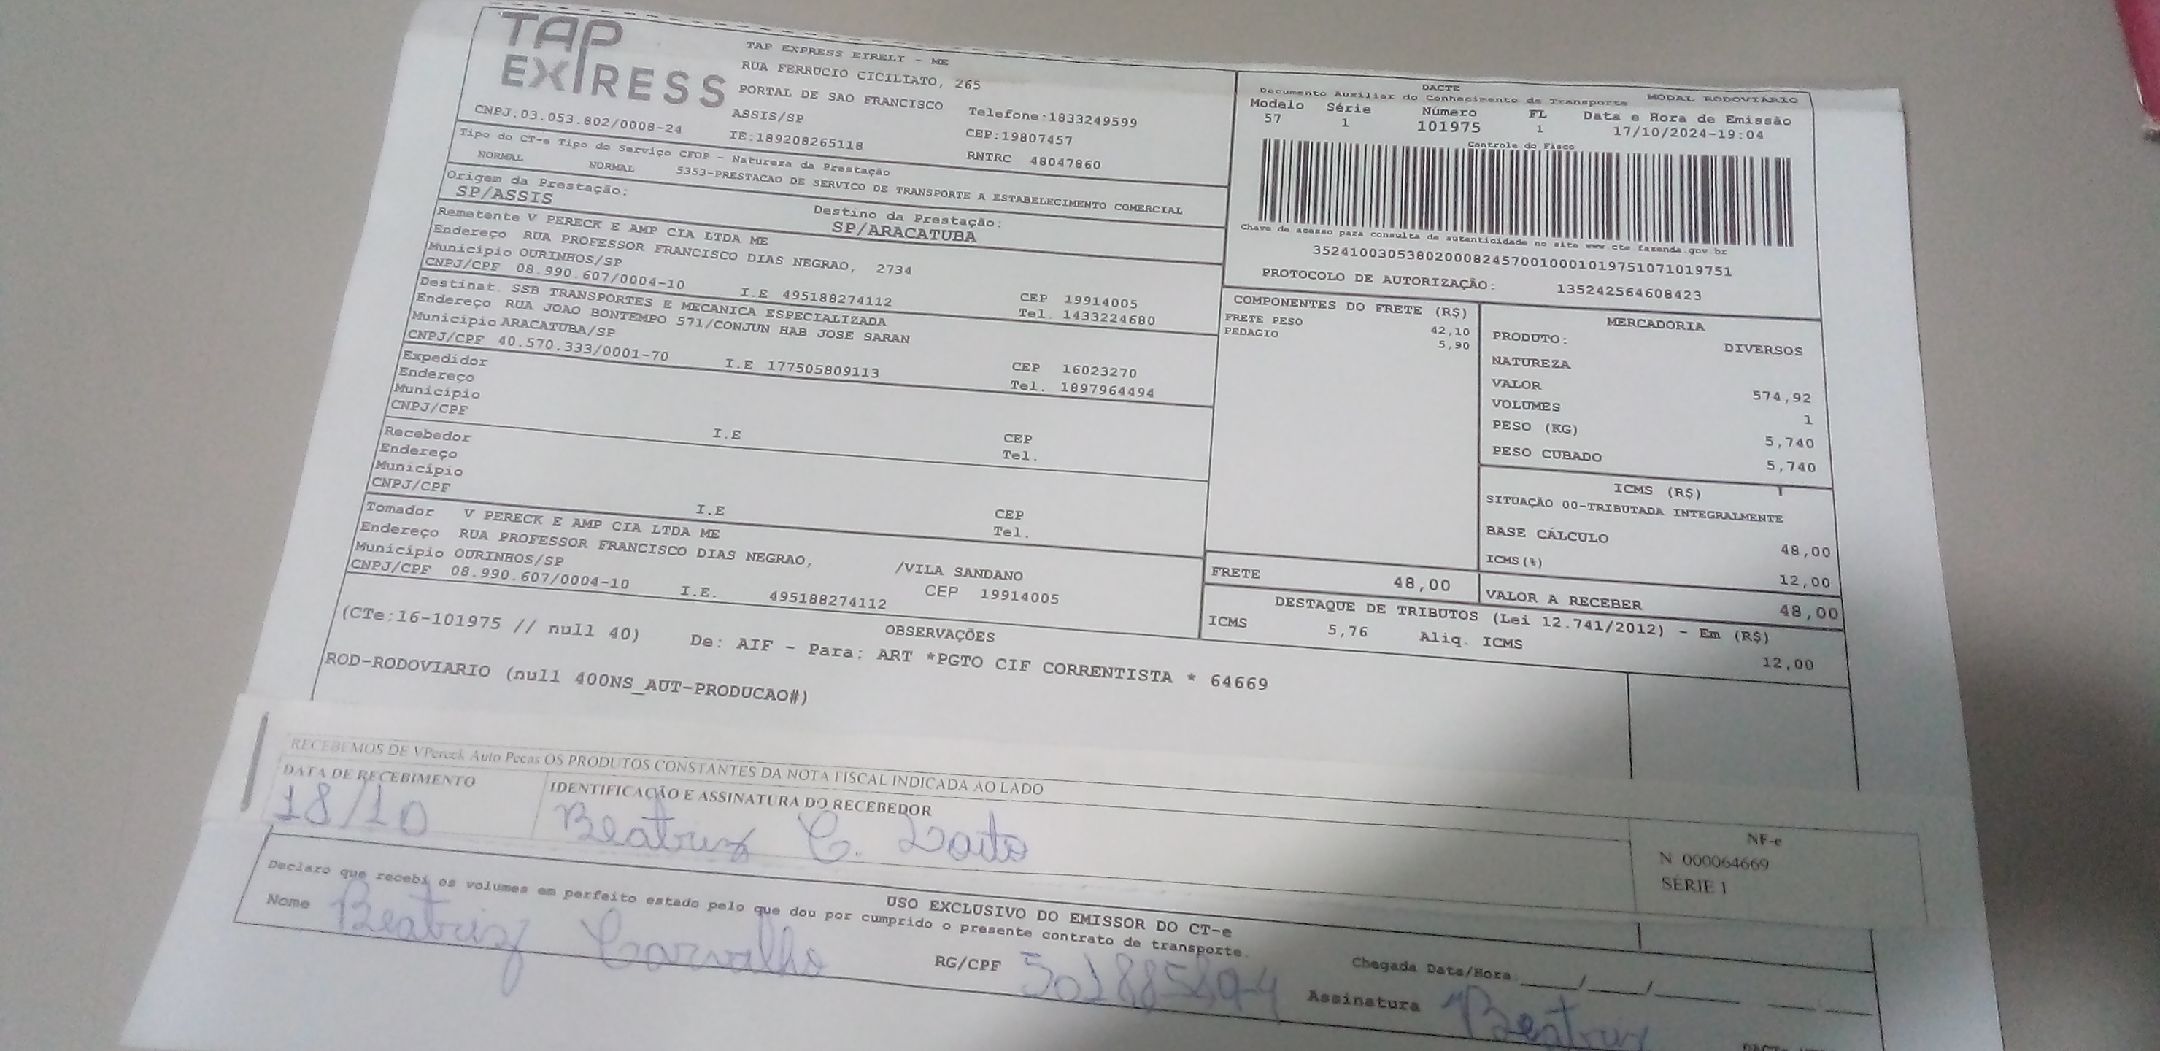 TAP EXPRESS
TAP EXPRESS EIRELI - ME
RUA FERRUCIO CICILIATO, 265
PORTAL DE SAO FRANCISCO Telefone:1833249599
ASSIS/SP CEP:19807457
CNPJ.03.053.802/0008-24 IE:189208265118 RNTRC 48047860
DACTE
Documento Auxiliar do Conhecimento de Transporte MODAL RODOVIÁRIO
Modelo Série Número FL Data e Hora de Emissão
57 1 101975 1 17/10/2024-19:04
Controle do Fisco
Chave de acesso para consulta de autenticidade no site www cte fazenda.gov br
35241003053802000824570010001019751071019751
PROTOCOLO DE AUTORIZAÇÃO: 135242564608423
Tipo do CT-e Tipo do Serviço CFOP - Natureza da Prestação
NORMAL NORMAL 5353-PRESTACAO DE SERVICO DE TRANSPORTE A ESTABELECIMENTO COMERCIAL
Origem da Prestação: Destino da Prestação:
SP/ASSIS SP/ARACATUBA
Remetente V PERECK E AMP CIA LTDA ME
Endereço RUA PROFESSOR FRANCISCO DIAS NEGRAO, 2734
Município OURINHOS/SP CEP 19914005
CNPJ/CPF 08.990.607/0004-10 I.E 495188274112 Tel. 1433224680
Destinat. SSB TRANSPORTES E MECANICA ESPECIALIZADA
Endereço RUA JOAO BONTEMPO 571/CONJUN HAB JOSE SARAN
Município ARACATUBA/SP CEP 16023270
CNPJ/CPF 40.570.333/0001-70 I.E 177505809113 Tel. 1897964494
Expedidor
Endereço
Município CEP
CNPJ/CPF I.E Tel.
Recebedor
Endereço
Município CEP
CNPJ/CPF I.E Tel.
Tomador V PERECK E AMP CIA LTDA ME
Endereço RUA PROFESSOR FRANCISCO DIAS NEGRAO, /VILA SANDANO
Município OURINHOS/SP CEP 19914005
CNPJ/CPF 08.990.607/0004-10 I.E. 495188274112
COMPONENTES DO FRETE (R$)
FRETE PESO 42,10
PEDAGIO 5,90
MERCADORIA
PRODUTO: DIVERSOS
NATUREZA
VALOR 574,92
VOLUMES 1
PESO (KG) 5,740
PESO CUBADO 5,740
ICMS (R$)
SITUAÇÃO 00-TRIBUTADA INTEGRALMENTE
BASE CÁLCULO 48,00
ICMS(%) 12,00
FRETE 48,00 VALOR A RECEBER 48,00
DESTAQUE DE TRIBUTOS (Lei 12.741/2012) - Em (R$)
ICMS 5,76 Aliq. ICMS 12,00
OBSERVAÇÕES
(CTe:16-101975 // null 40) De: AIF - Para: ART *PGTO CIF CORRENTISTA * 64669
ROD-RODOVIARIO (null 400NS_AUT-PRODUCAO#)
RECEBEMOS DE VPereck Auto Pecas OS PRODUTOS CONSTANTES DA NOTA FISCAL INDICADA AO LADO
DATA DE RECEBIMENTO IDENTIFICAÇÃO E ASSINATURA DO RECEBEDOR
18/10 Beatriz C.
NF-e
N 000064669
SÉRIE 1
USO EXCLUSIVO DO EMISSOR DO CT-e
Declaro que recebi os volumes em perfeito estado pelo que dou por cumprido o presente contrato de transporte.
Nome Beatriz Carvalho RG/CPF Chegada Data/Hora.
Assinatura Beatriz